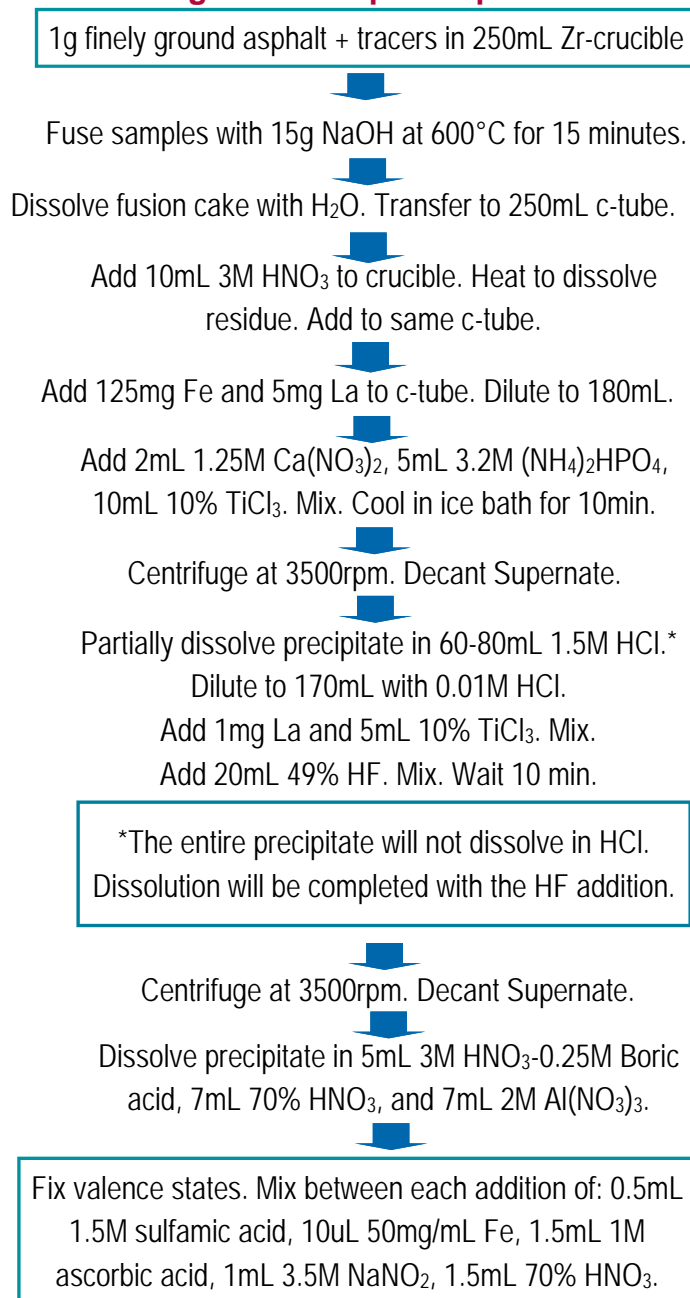 1g finely ground asphalt + tracers in 250mL Zr-crucible
Fuse samples with 15g NaOH at 600°C for 15 minutes.
Dissolve fusion cake with H₂O. Transfer to 250mL c-tube.
Add 10mL 3M HNO₃ to crucible. Heat to dissolve
residue. Add to same c-tube.
Add 125mg Fe and 5mg La to c-tube. Dilute to 180mL.
Add 2mL 1.25M Ca(NO₃)₂, 5mL 3.2M (NH₄)₂HPO₄,
10mL 10% TiCl₃. Mix. Cool in ice bath for 10min.
Centrifuge at 3500rpm. Decant Supernate.
Partially dissolve precipitate in 60-80mL 1.5M HCl.*
Dilute to 170mL with 0.01M HCl.
Add 1mg La and 5mL 10% TiCl₃. Mix.
Add 20mL 49% HF. Mix. Wait 10 min.
*The entire precipitate will not dissolve in HCl.
Dissolution will be completed with the HF addition.
Centrifuge at 3500rpm. Decant Supernate.
Dissolve precipitate in 5mL 3M HNO₃-0.25M Boric
acid, 7mL 70% HNO₃, and 7mL 2M Al(NO₃)₃.
Fix valence states. Mix between each addition of: 0.5mL
1.5M sulfamic acid, 10uL 50mg/mL Fe, 1.5mL 1M
ascorbic acid, 1mL 3.5M NaNO₂, 1.5mL 70% HNO₃.